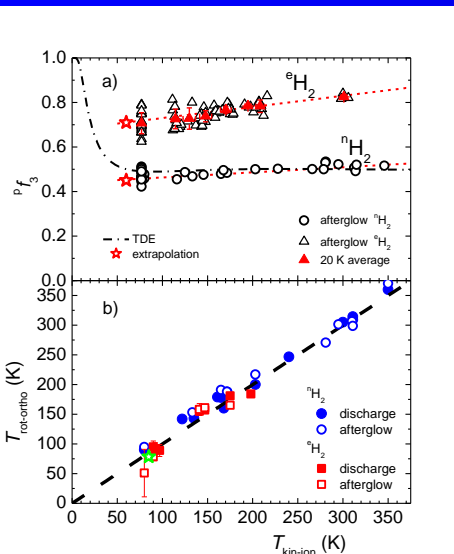 1.0
a)
ᵉH₂
0.8
ⁿH₂
0.6
ᵖf₃
0.4
afterglow ⁿH₂
afterglow ᵉH₂
0.2
TDE
extrapolation
20 K average
0.0
350
b)
300
250
T_rot-ortho (K)
200
ⁿH₂
discharge
150
afterglow
100
ᵉH₂
discharge
50
afterglow
0
0 50 100 150 200 250 300 350
T_kin-ion (K)